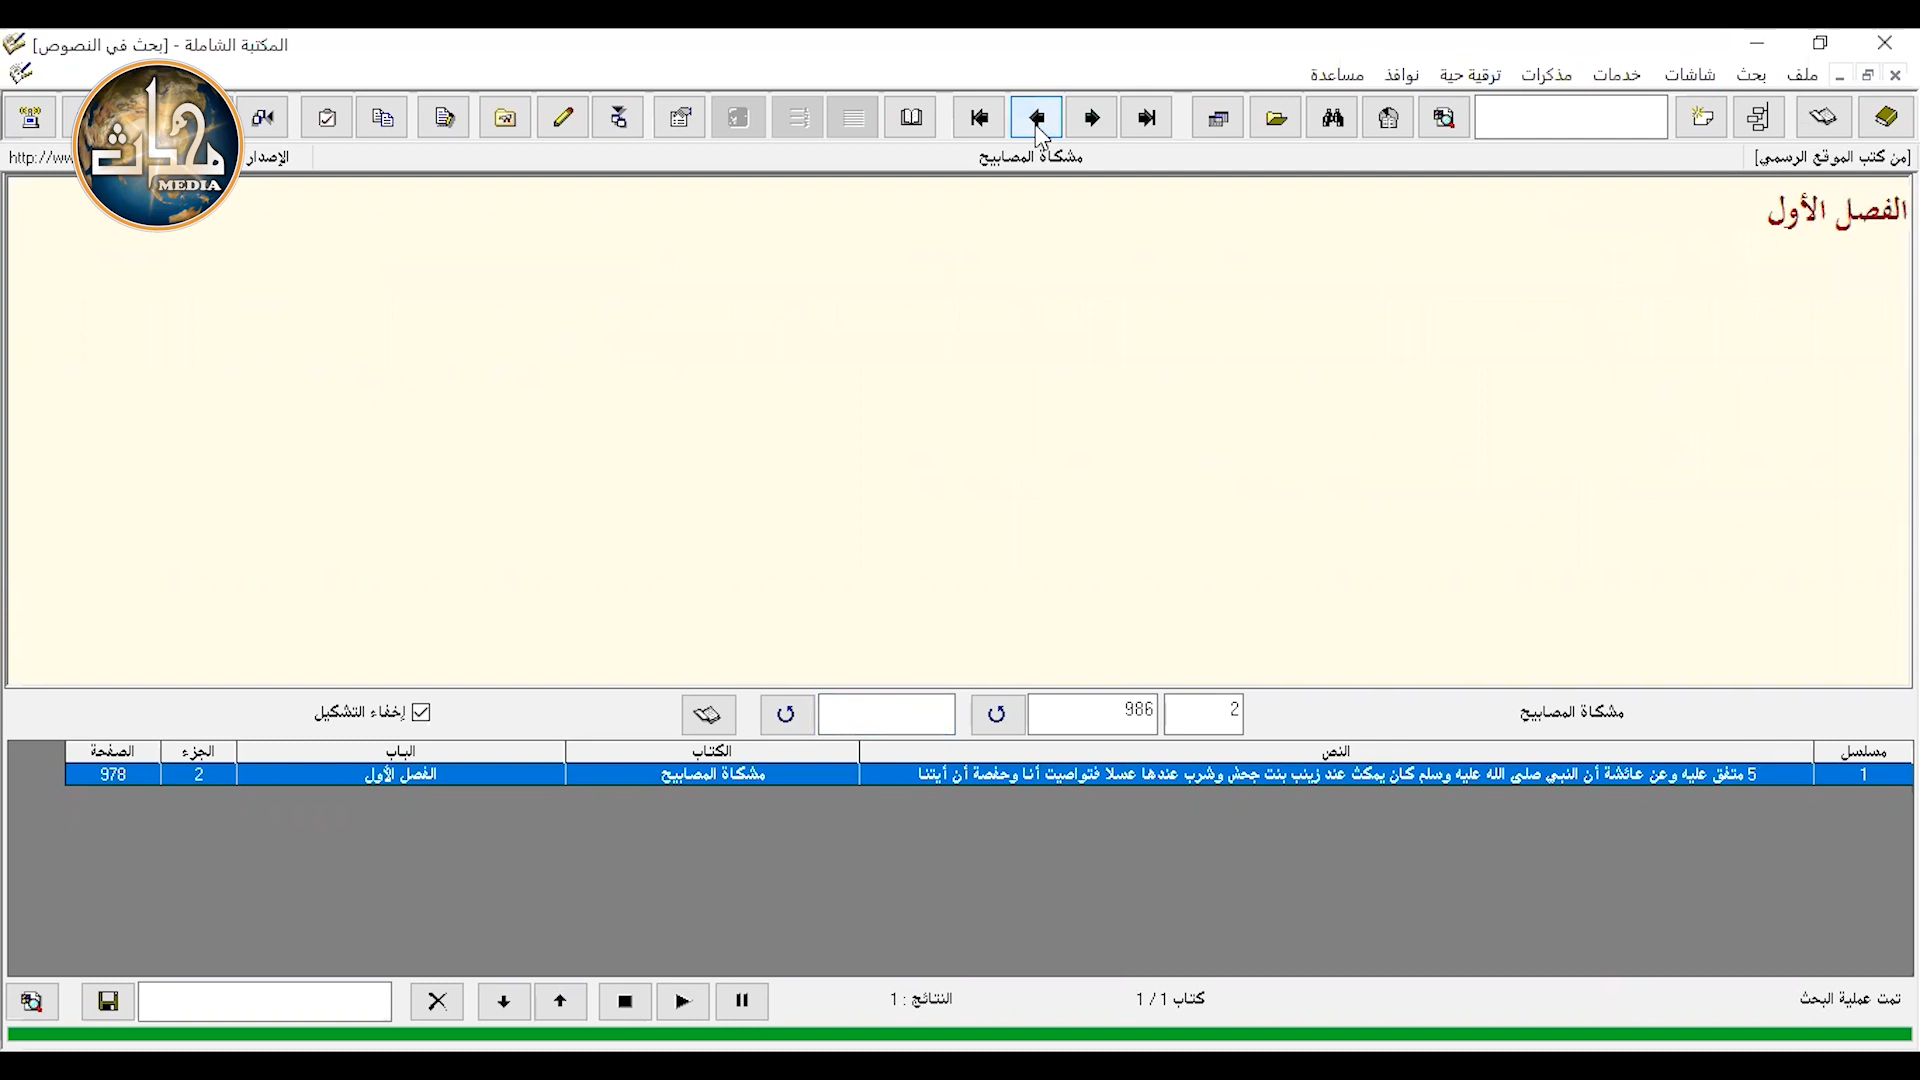 المكتبة الشاملة - [بحث في النصوص]
ملف بحث شاشات خدمات مذكرات ترقية حية نوافذ مساعدة
محدث
MEDIA
[من كتب الموقع الرسمي] مشكاة المصابيح الإصدار http://ww
الفصل الأول
مشكاة المصابيح 2 986 إخفاء التشكيل
مسلسل النص الكتاب الباب الجزء الصفحة
1 5 متفق عليه وعن عائشة أن النبي صلى الله عليه وسلم كان يمكث عند زينب بنت جحش وشرب عندها عسلا فتواصيت أنا وحفصة أن أيتنا مشكاة المصابيح الفصل الأول 2 978
تمت عملية البحث كتاب 1 / 1 النتائج : 1